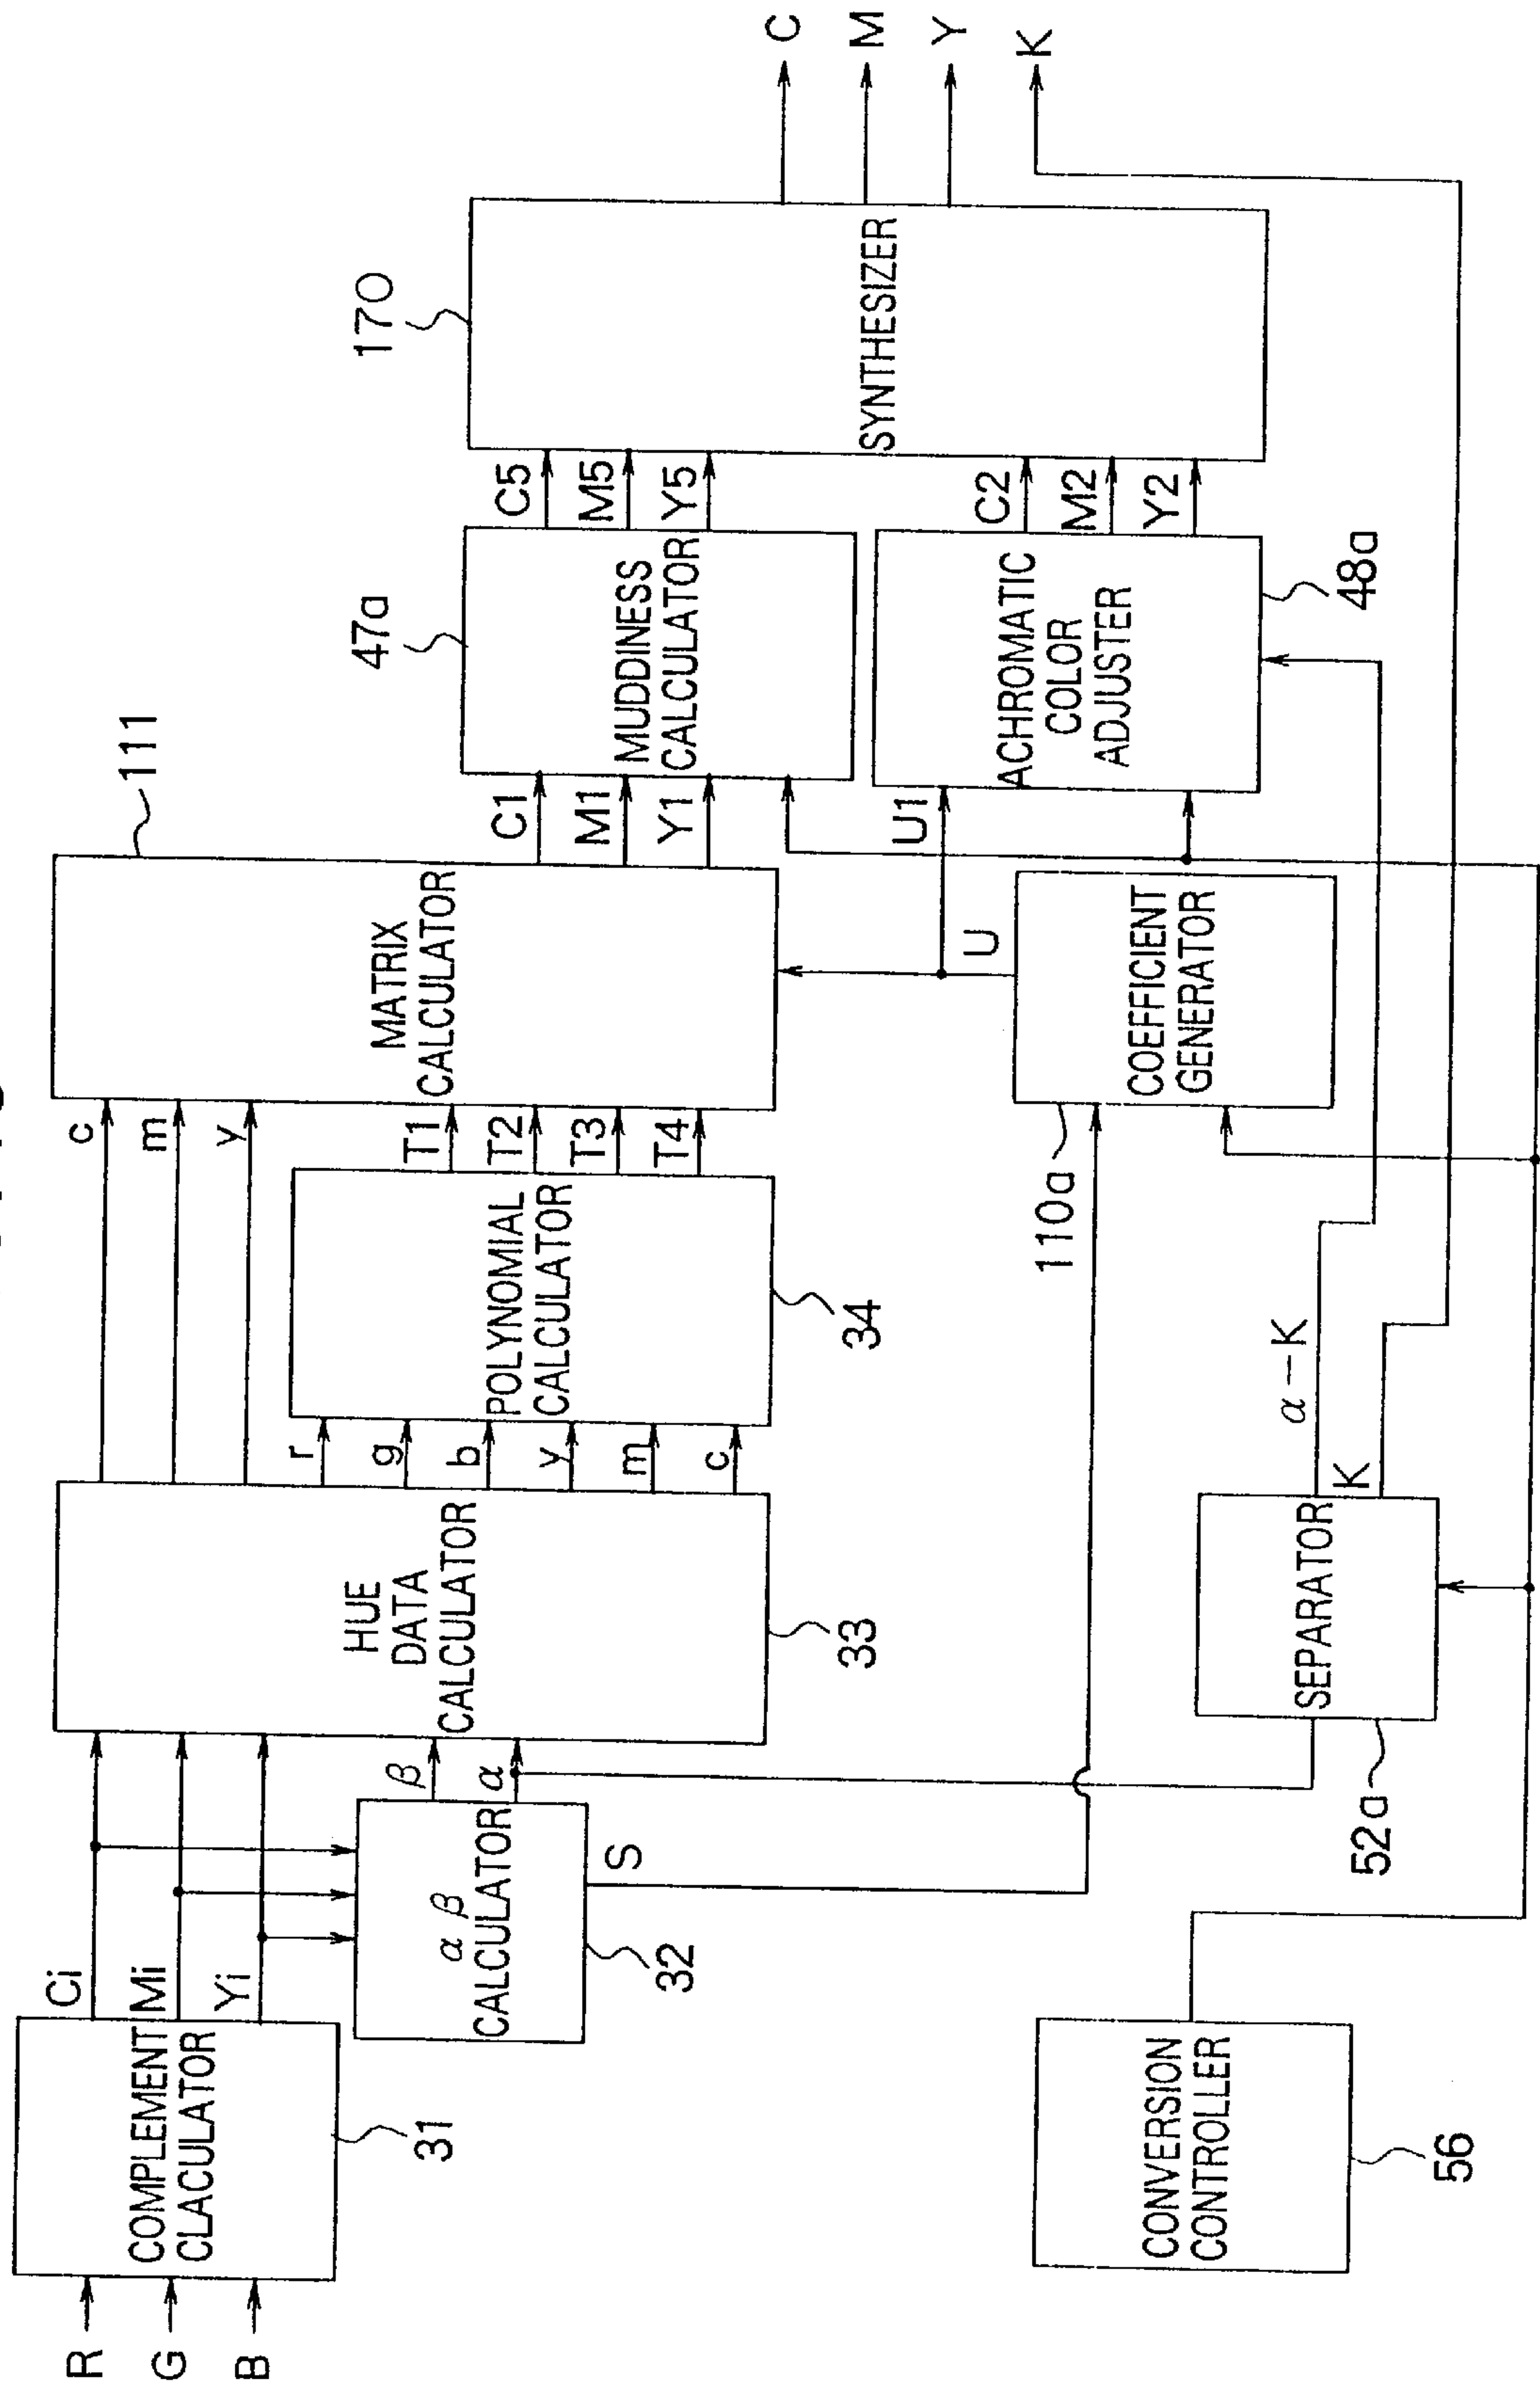 R
G
B
COMPLEMENT
CLACULATOR
31
Ci
Mi
Yi
α β
CALCULATOR
32
β
α
S
HUE
DATA
CALCULATOR
33
c
m
y
r
g
b
y
m
c
POLYNOMIAL
CALCULATOR
34
T1
T2
T3
T4
MATRIX
CALCULATOR
111
C1
M1
Y1
MUDDINESS
CALCULATOR
47a
C5
M5
Y5
U1
U
ACHROMATIC
COLOR
ADJUSTER
48a
C2
M2
Y2
SYNTHESIZER
170
C
M
Y
K
COEFFICIENT
GENERATOR
110a
SEPARATOR
52a
α-K
K
CONVERSION
CONTROLLER
56